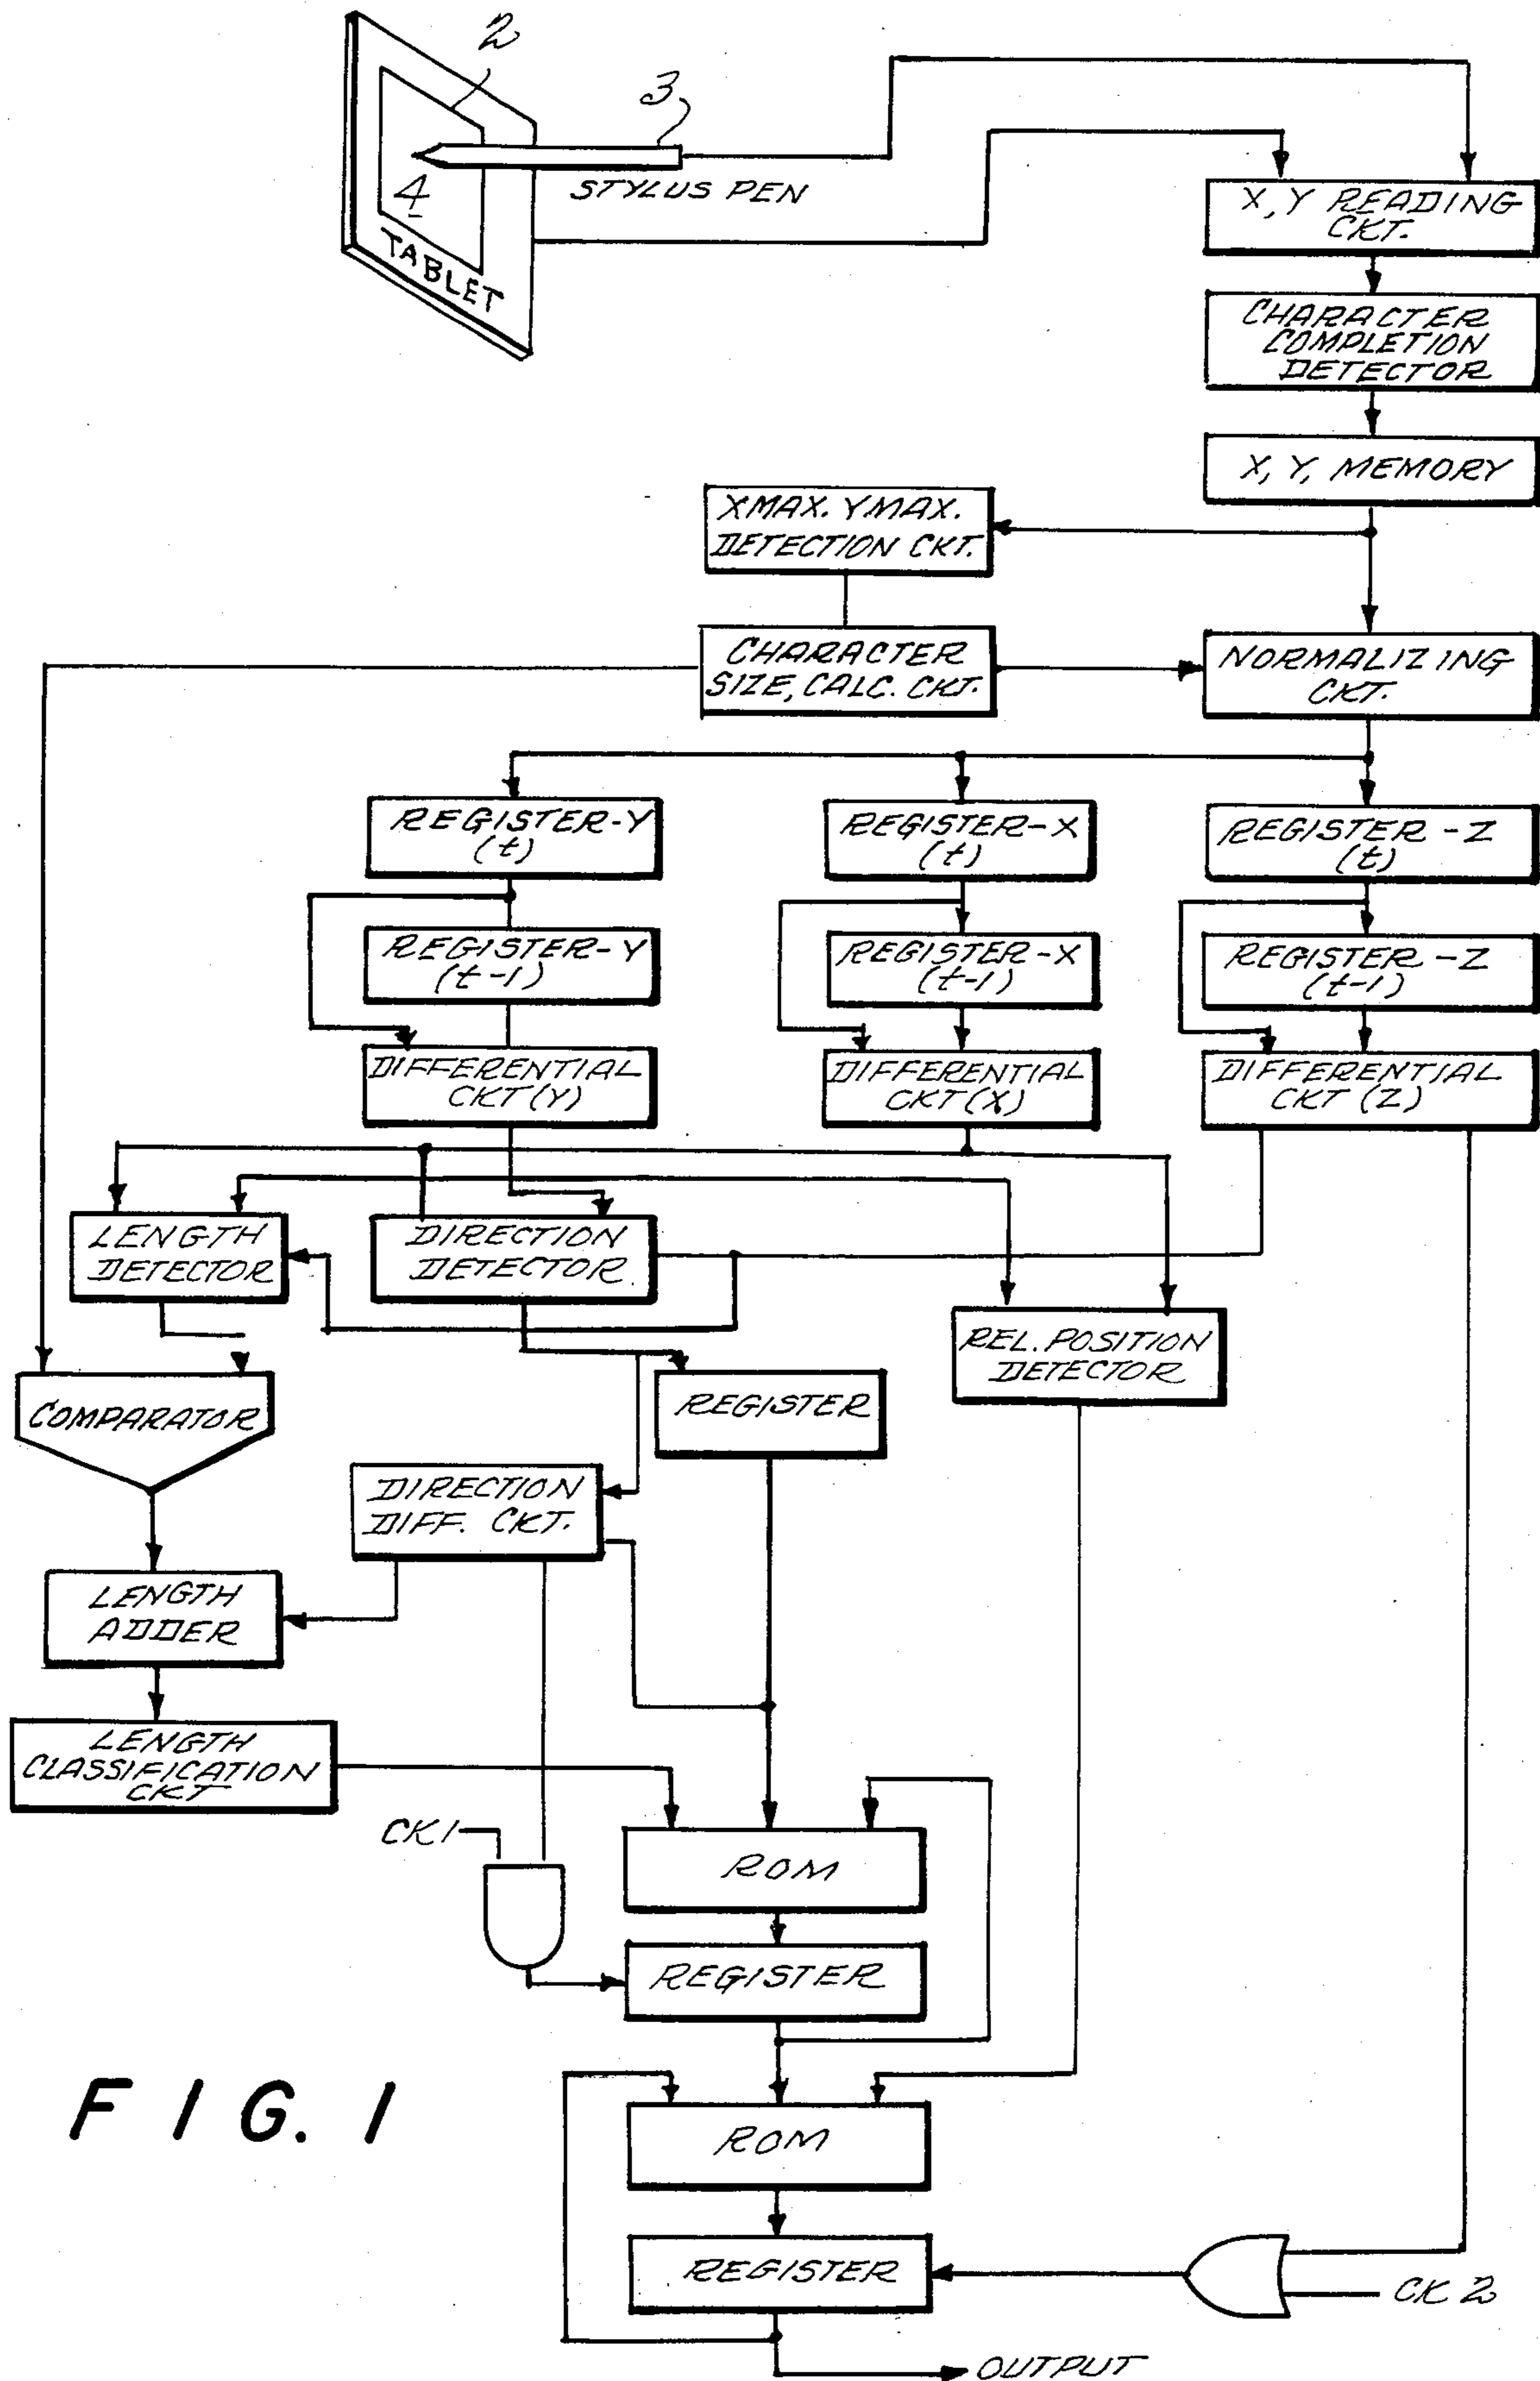 2
3
4
STYLUS PEN
TABLET
X, Y READING
CKT.
CHARACTER
COMPLETION
DETECTOR
X, Y, MEMORY
XMAX. YMAX.
DETECTION CKT.
CHARACTER
SIZE, CALC. CKT.
NORMALIZING
CKT.
REGISTER-Y
(t)
REGISTER-X
(t)
REGISTER-Z
(t)
REGISTER-Y
(t-1)
REGISTER-X
(t-1)
REGISTER-Z
(t-1)
DIFFERENTIAL
CKT (Y)
DIFFERENTIAL
CKT (X)
DIFFERENTIAL
CKT (Z)
LENGTH
DETECTOR
DIRECTION
DETECTOR
REL. POSITION
DETECTOR
COMPARATOR
REGISTER
DIRECTION
DIFF. CKT.
LENGTH
ADDER
LENGTH
CLASSIFICATION
CKT
CK1
ROM
REGISTER
FIG. 1
ROM
REGISTER
CK 2
OUTPUT